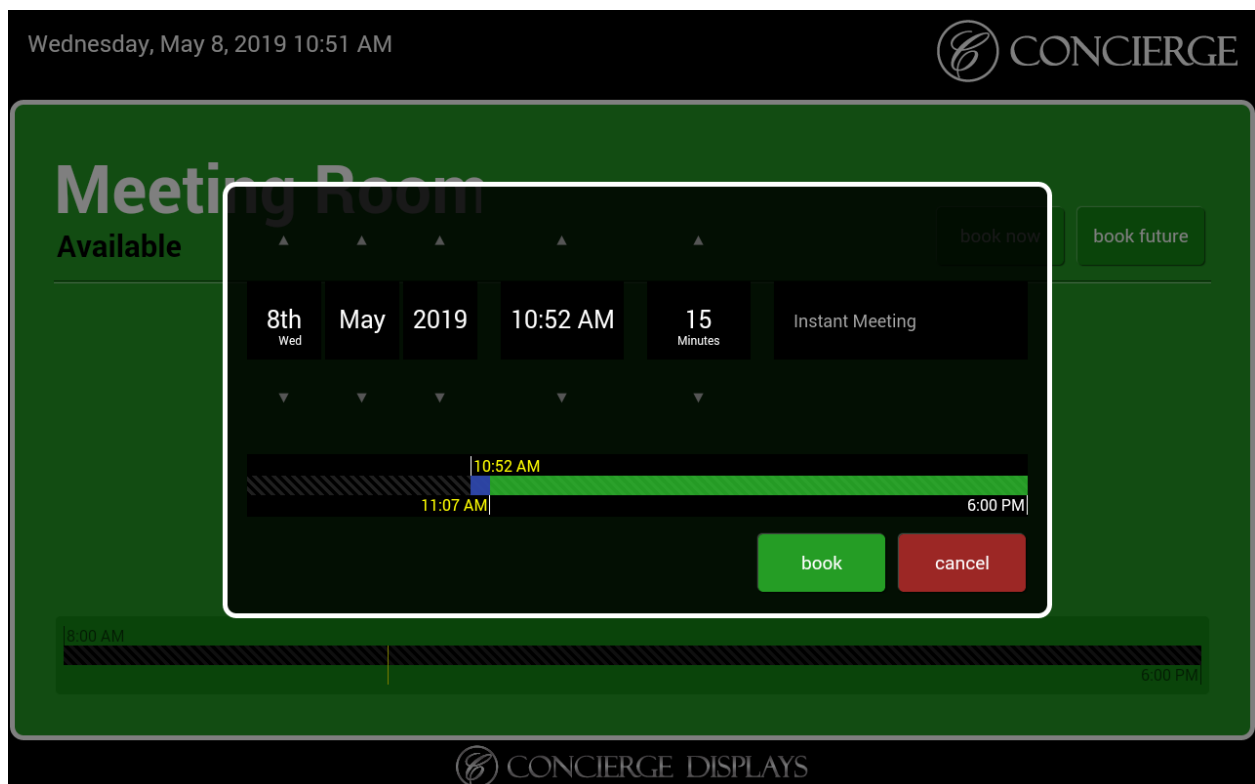 Wednesday, May 8, 2019 10:51 AM
CONCIERGE
Meeting Room
Available
book now
book future
8th
Wed
May
2019
10:52 AM
15
Minutes
Instant Meeting
10:52 AM
11:07 AM
6:00 PM
book
cancel
8:00 AM
6:00 PM
CONCIERGE DISPLAYS